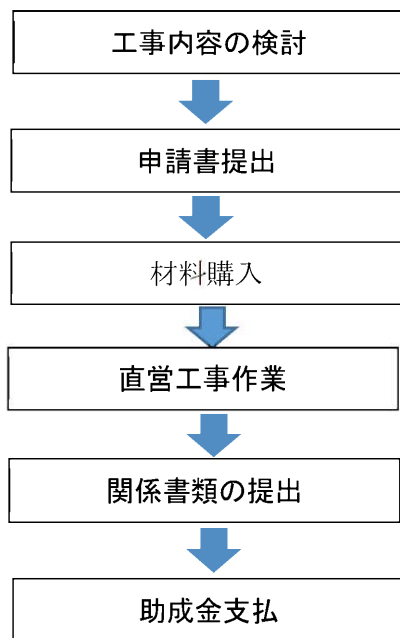 工事内容の検討
申請書提出
材料購入
直営工事作業
関係書類の提出
助成金支払